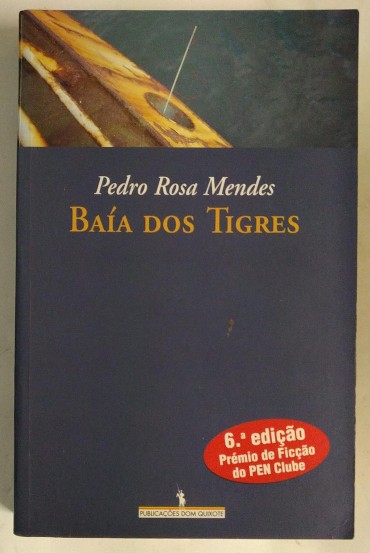 Pedro Rosa Mendes
BAÍA DOS TIGRES
6.ª edição
Prémio de Ficção
do PEN Clube
PUBLICAÇÕES DOM QUIXOTE